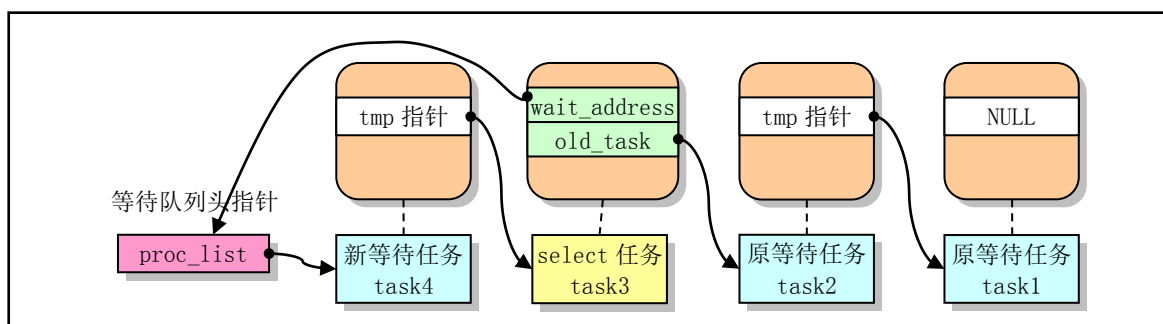 tmp 指针
wait_address
old_task
tmp 指针
NULL
等待队列头指针
proc_list
新等待任务
task4
select 任务
task3
原等待任务
task2
原等待任务
task1